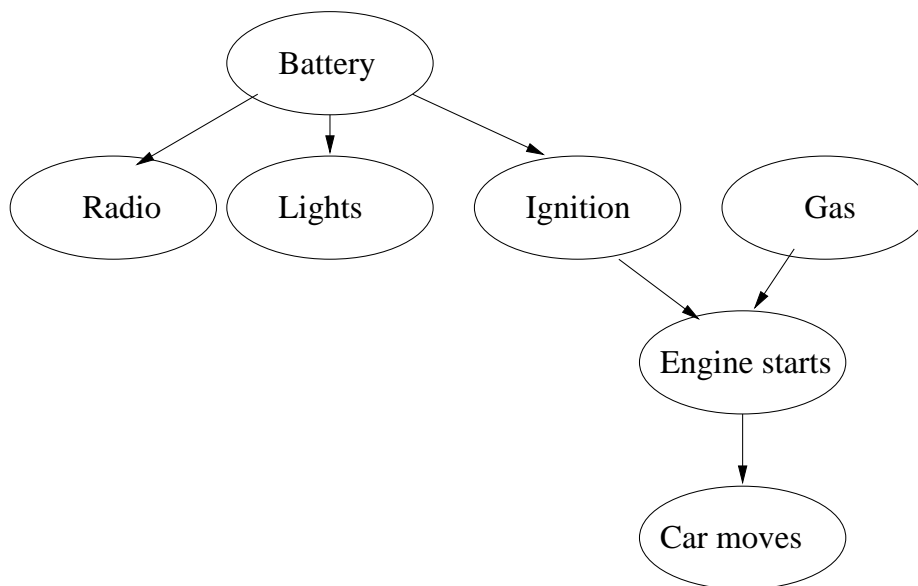 Battery
Radio
Lights
Ignition
Gas
Engine starts
Car moves